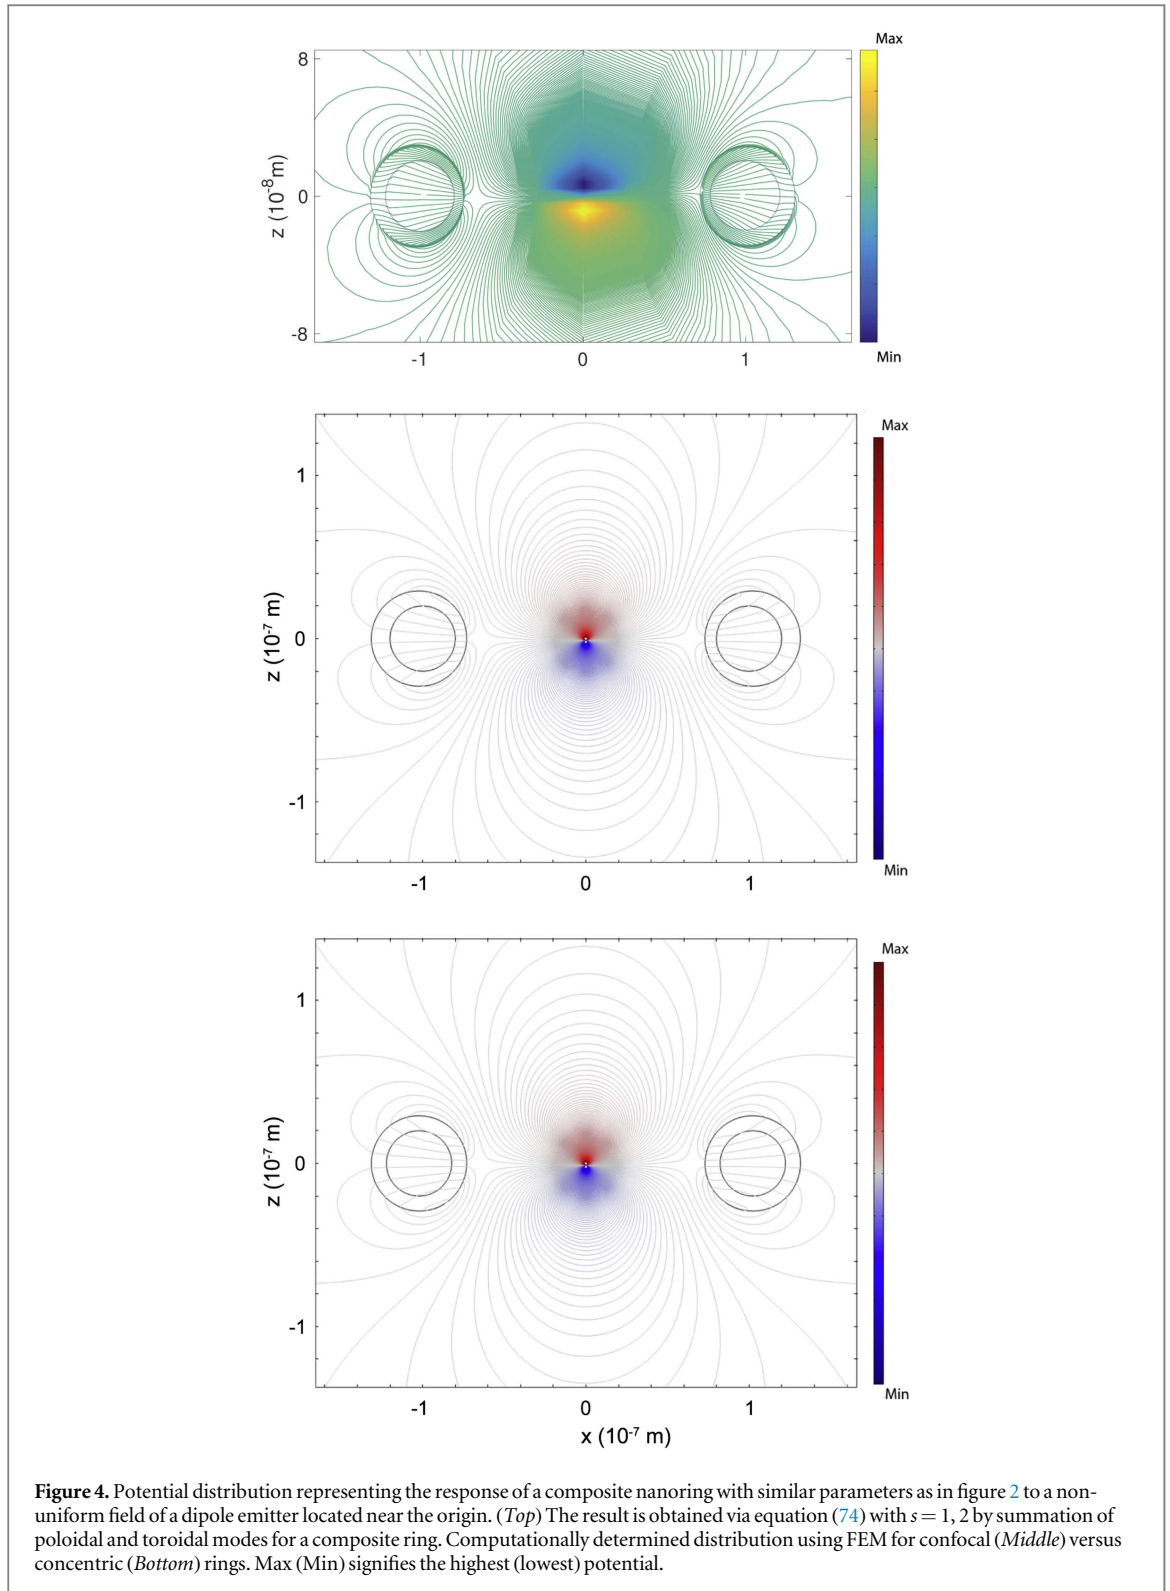 Max
8
0
-8
z (10⁻⁸m)
-1 0 1
Min
Max
1
0
-1
z (10⁻⁷ m)
-1 0 1
Min
Max
1
0
-1
z (10⁻⁷ m)
-1 0 1
Min
x (10⁻⁷ m)
Figure 4. Potential distribution representing the response of a composite nanoring with similar parameters as in figure 2 to a non-
uniform field of a dipole emitter located near the origin. (Top) The result is obtained via equation (74) with s = 1, 2 by summation of
poloidal and toroidal modes for a composite ring. Computationally determined distribution using FEM for confocal (Middle) versus
concentric (Bottom) rings. Max (Min) signifies the highest (lowest) potential.